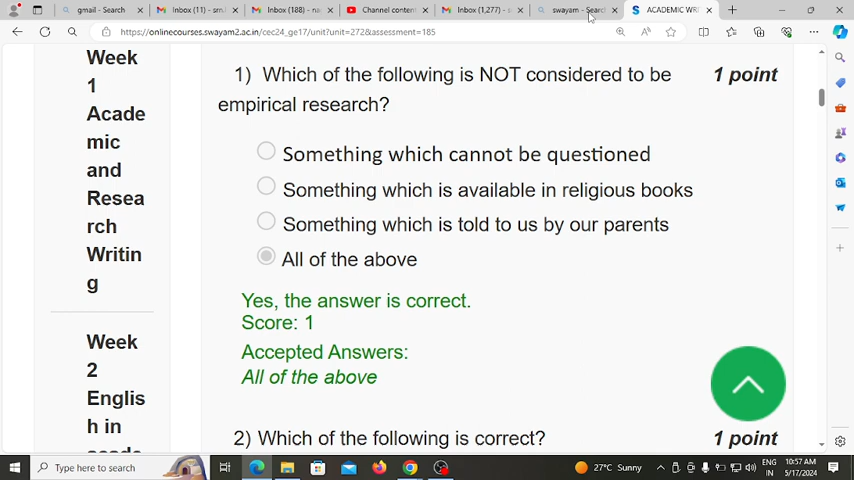 gmail - Search
Inbox (11) - srn
Inbox (188) - na
Channel content
Inbox (1,277) - s
swayam - Search
ACADEMIC WRI
https://onlinecourses.swayam2.ac.in/cec24_ge17/unit?unit=272&assessment=185
Week
1
Acade
mic
and
Resea
rch
Writin
g
Week
2
Englis
h in
1) Which of the following is NOT considered to be
empirical research?
1 point
Something which cannot be questioned
Something which is available in religious books
Something which is told to us by our parents
All of the above
Yes, the answer is correct.
Score: 1
Accepted Answers:
All of the above
2) Which of the following is correct?
1 point
Type here to search
27°C Sunny
ENG
IN
10:57 AM
5/17/2024